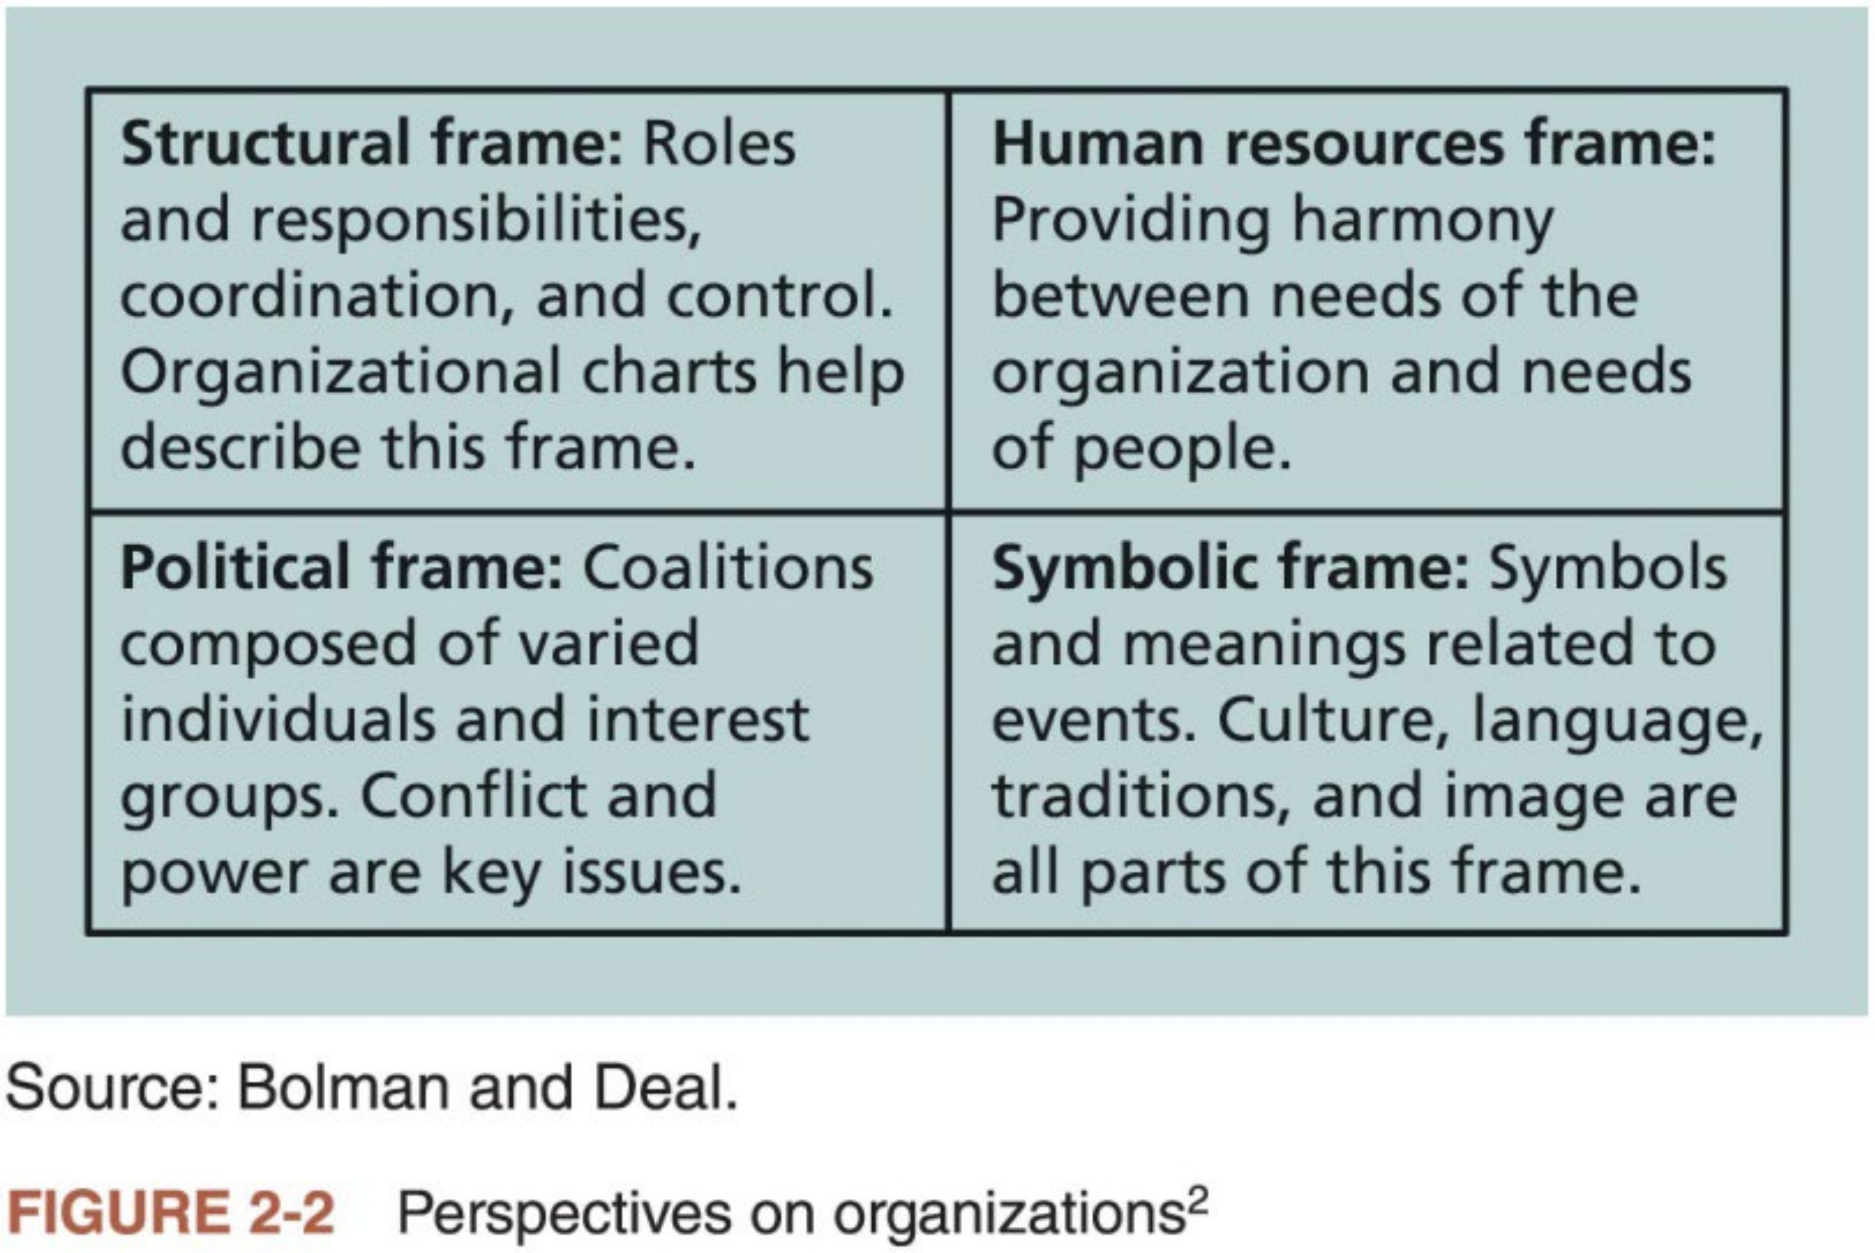 Structural frame: Roles
and responsibilities,
coordination, and control.
Organizational charts help
describe this frame.
Human resources frame:
Providing harmony
between needs of the
organization and needs
of people.
Political frame: Coalitions
composed of varied
individuals and interest
groups. Conflict and
power are key issues.
Symbolic frame: Symbols
and meanings related to
events. Culture, language,
traditions, and image are
all parts of this frame.
Source: Bolman and Deal.
FIGURE 2-2 Perspectives on organizations²